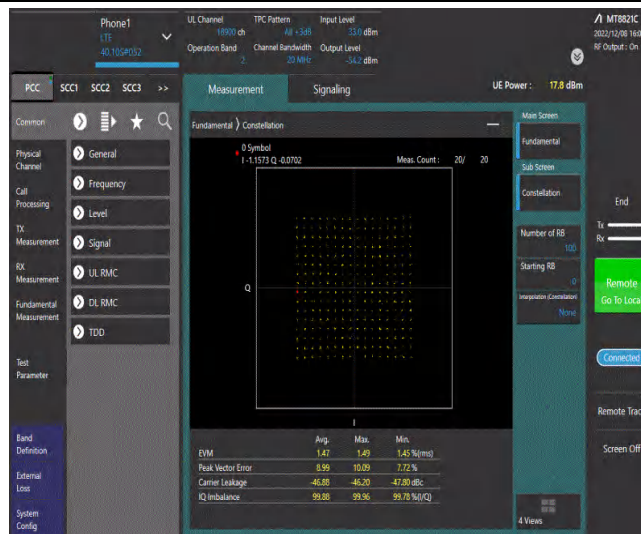 Phone1
LTE
UL Channel TPC Pattern Input Level
18900 ch All +3dB 33.0 dBm
Operation Band Channel Bandwidth Output Level
2 20 MHz -54.2 dBm
MT8821C
2022/12/08 16:0
RF Output : On
PCC SCC1 SCC2 SCC3 >>
Measurement Signaling
UE Power : 17.8 dBm
Common
Physical
Channel
Call
Processing
TX
Measurement
RX
Measurement
Fundamental
Measurement
Test
Parameter
Band
Definition
External
Loss
System
Config
General
Frequency
Level
Signal
UL RMC
DL RMC
TDD
Fundamental Constellation
0 Symbol
I -1.1573 Q -0.0702 Meas. Count : 20/ 20
Q
I
Avg. Max. Min.
EVM 1.47 1.49 1.45 %(rms)
Peak Vector Error 8.99 10.09 7.72 %
Carrier Leakage -46.88 -46.20 -47.80 dBc
IQ Imbalance 99.88 99.96 99.78 %(I/Q)
Main Screen
Fundamental
Sub Screen
Constellation
Number of RB
100
Starting RB
0
Interpolation (Constellation)
None
4 Views
End
Tx
Rx
Remote
Go To Loca
Connected
Remote Trac
Screen Off